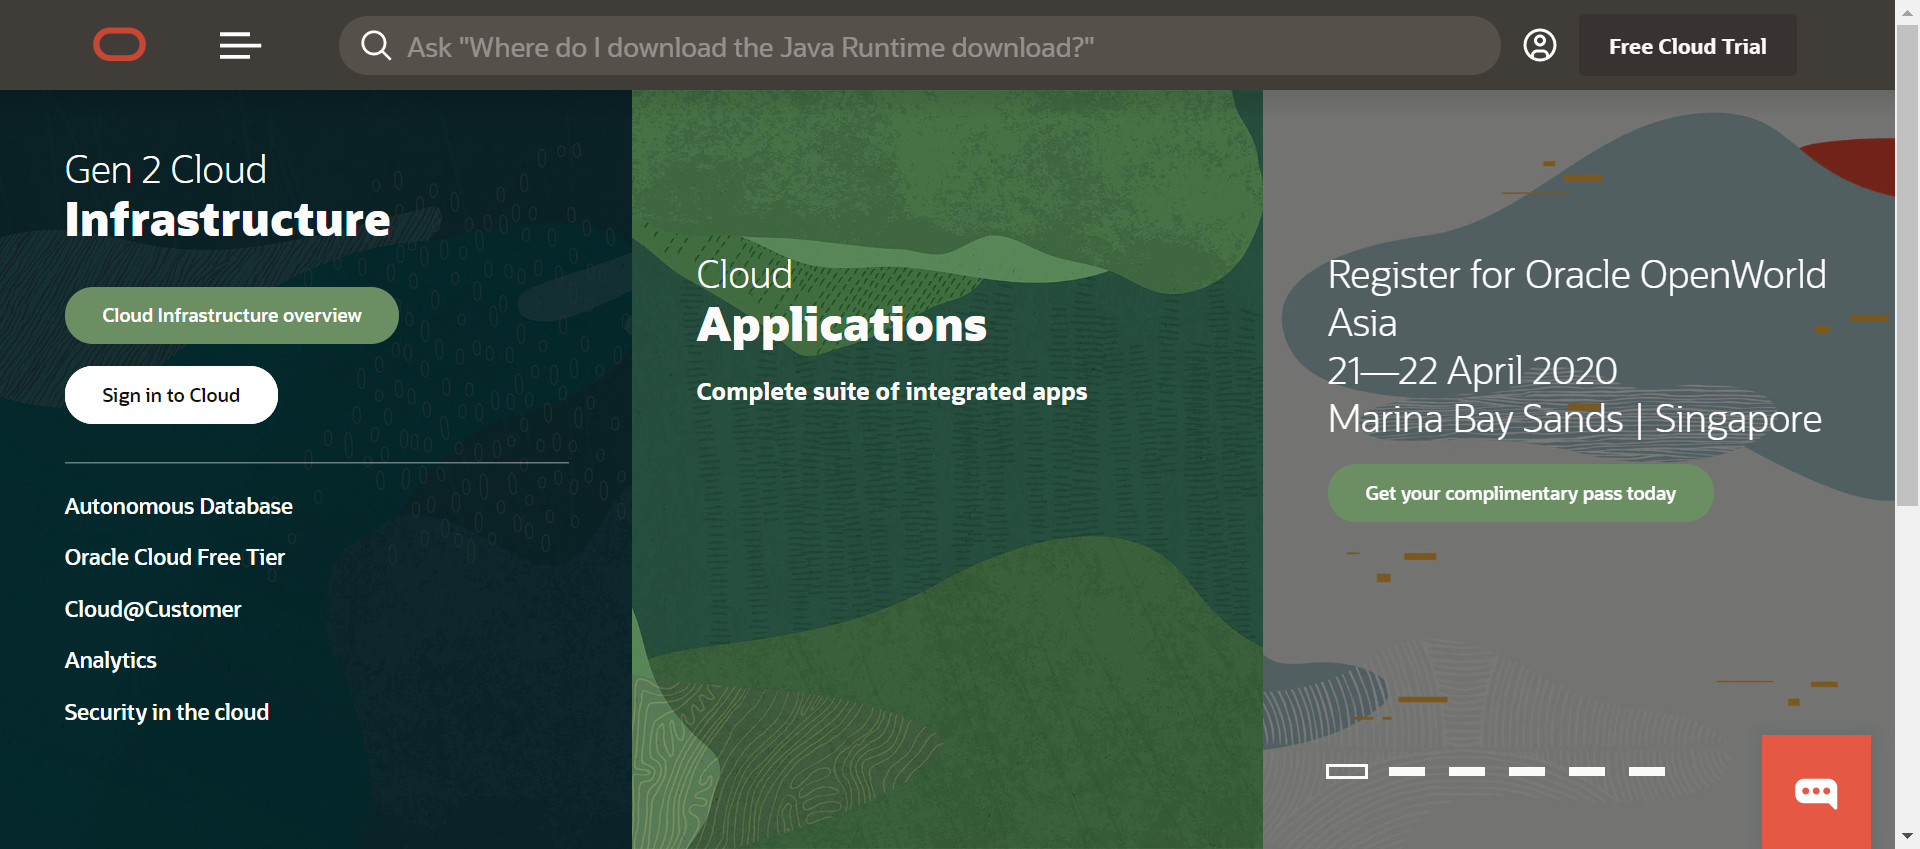 Ask "Where do I download the Java Runtime download?"
Free Cloud Trial
Gen 2 Cloud
Infrastructure
Cloud Infrastructure overview
Sign in to Cloud
Autonomous Database
Oracle Cloud Free Tier
Cloud@Customer
Analytics
Security in the cloud
Cloud
Applications
Complete suite of integrated apps
Register for Oracle OpenWorld
Asia
21—22 April 2020
Marina Bay Sands | Singapore
Get your complimentary pass today